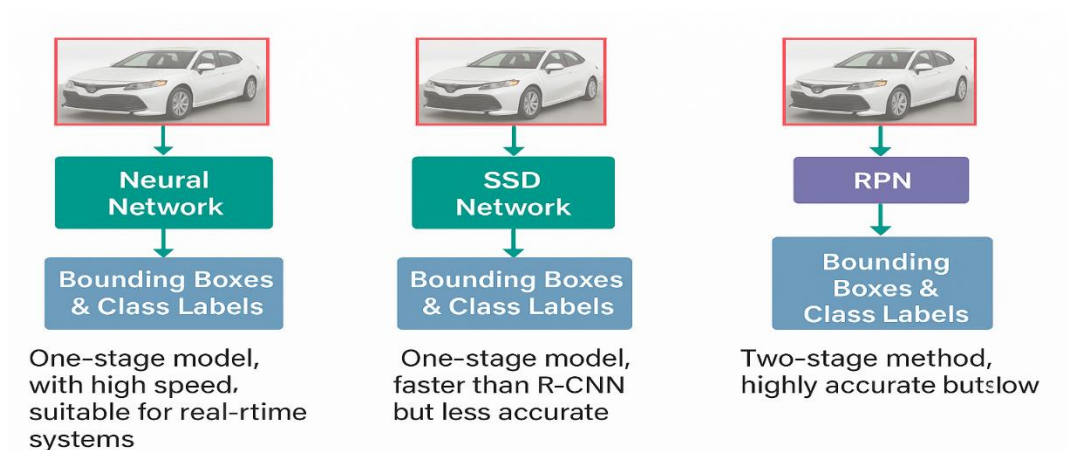 Neural
Network
Bounding Boxes
& Class Labels
One-stage model,
with high speed,
suitable for real-rtime
systems
SSD
Network
Bounding Boxes
& Class Labels
One-stage model,
faster than R-CNN
but less accurate
RPN
Bounding
Boxes &
Class Labels
Two-stage method,
highly accurate butslow